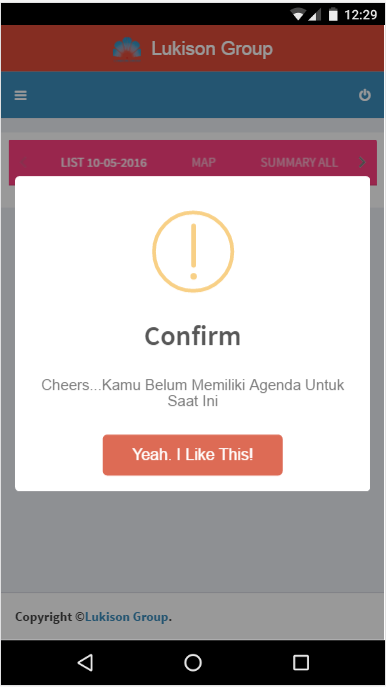 12:29
Lukison Group
LIST 10-05-2016 MAP SUMMARY ALL
Confirm
Cheers...Kamu Belum Memiliki Agenda Untuk
Saat Ini
Yeah. I Like This!
Copyright ©Lukison Group.